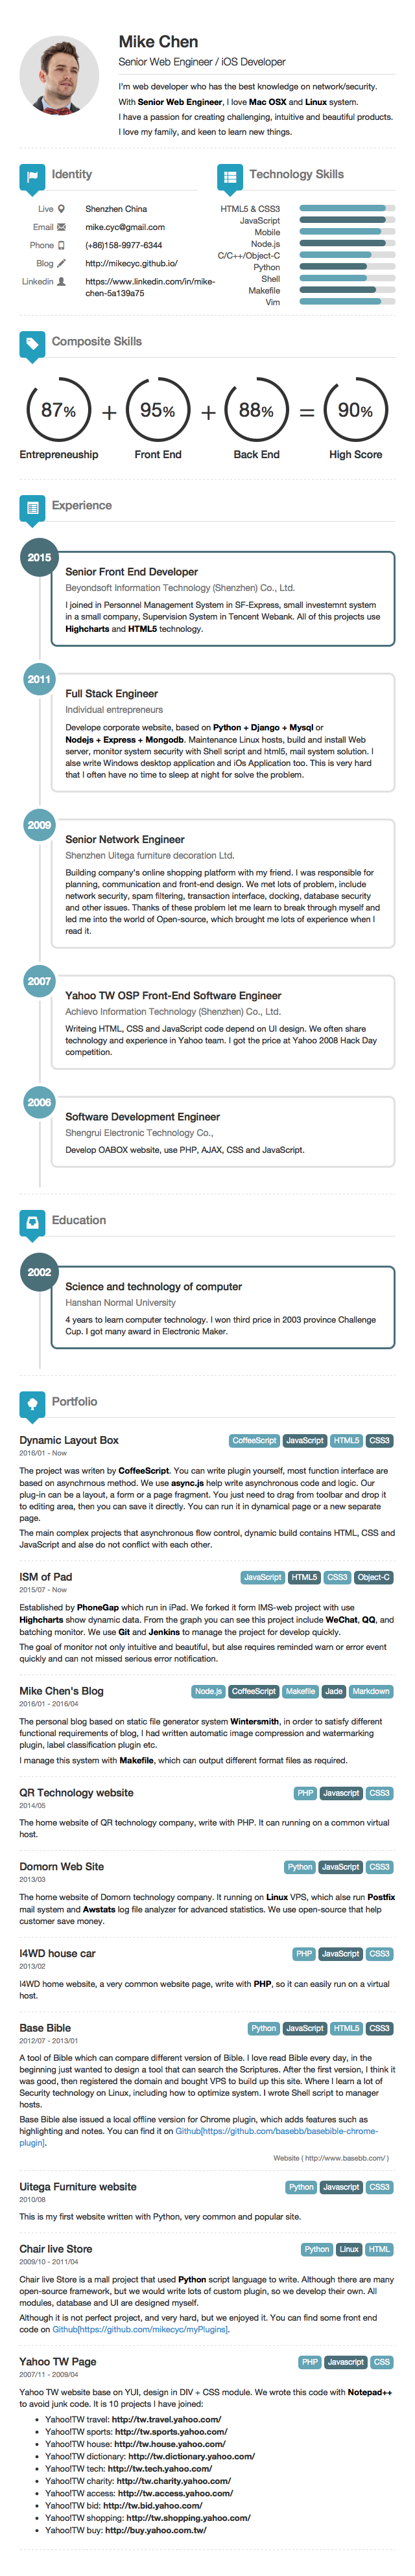 Mike Chen
Senior Web Engineer / iOS Developer
I'm web developer who has the best knowledge on network/security.
With Senior Web Engineer, I love Mac OSX and Linux system.
I have a passion for creating challenging, intuitive and beautiful products.
I love my family, and keen to learn new things.
Identity
Live Shenzhen China
Email mike.cyc@gmail.com
Phone (+86)158-9977-6344
Blog http://mikecyc.github.io/
Linkedin https://www.linkedin.com/in/mike-
chen-5a139a75
Technology Skills
HTML5 & CSS3
JavaScript
Mobile
Node.js
C/C++/Object-C
Python
Shell
Makefile
Vim
Composite Skills
87% + 95% + 88% = 90%
Entrepreneuship Front End Back End High Score
Experience
2015
Senior Front End Developer
Beyondsoft Information Technology (Shenzhen) Co., Ltd.
I joined in Personnel Management System in SF-Express, small investemnt system
in a small company, Supervision System in Tencent Webank. All of this projects use
Highcharts and HTML5 technology.
2011
Full Stack Engineer
Individual entrepreneurs
Develope corporate website, based on Python + Django + Mysql or
Nodejs + Express + Mongodb. Maintenance Linux hosts, build and install Web
server, monitor system security with Shell script and html5, mail system solution. I
alse write Windows desktop application and iOs Application too. This is very hard
that I often have no time to sleep at night for solve the problem.
2009
Senior Network Engineer
Shenzhen Uitega furniture decoration Ltd.
Building company's online shopping platform with my friend. I was responsible for
planning, communication and front-end design. We met lots of problem, include
network security, spam filtering, transaction interface, docking, database security
and other issues. Thanks of these problem let me learn to break through myself and
led me into the world of Open-source, which brought me lots of experience when I
read it.
2007
Yahoo TW OSP Front-End Software Engineer
Achievo Information Technology (Shenzhen) Co., Ltd.
Writeing HTML, CSS and JavaScript code depend on UI design. We often share
technology and experience in Yahoo team. I got the price at Yahoo 2008 Hack Day
competition.
2006
Software Development Engineer
Shengrui Electronic Technology Co.,
Develop OABOX website, use PHP, AJAX, CSS and JavaScript.
Education
2002
Science and technology of computer
Hanshan Normal University
4 years to learn computer technology. I won third price in 2003 province Challenge
Cup. I got many award in Electronic Maker.
Portfolio
Dynamic Layout Box CoffeeScript JavaScript HTML5 CSS3
2016/01 - Now
The project was writen by CoffeeScript. You can write plugin yourself, most function interface are
based on asynchrnous method. We use async.js help write asynchronous code and logic. Our
plug-in can be a layout, a form or a page fragment. You just need to drag from toolbar and drop it
to editing area, then you can save it directly. You can run it in dynamical page or a new separate
page.
The main complex projects that asynchronous flow control, dynamic build contains HTML, CSS and
JavaScript and alse do not conflict with each other.
ISM of Pad JavaScript HTML5 CSS3 Object-C
2015/07 - Now
Established by PhoneGap which run in iPad. We forked it form IMS-web project with use
Highcharts show dynamic data. From the graph you can see this project include WeChat, QQ, and
batching monitor. We use Git and Jenkins to manage the project for develop quickly.
The goal of monitor not only intuitive and beautiful, but alse requires reminded warn or error event
quickly and can not missed serious error notification.
Mike Chen's Blog Node.js CoffeeScript Makefile Jade Markdown
2016/01 - 2016/04
The personal blog based on static file generator system Wintersmith, in order to satisfy different
functional requirements of blog, I had written automatic image compression and watermarking
plugin, label classification plugin etc.
I manage this system with Makefile, which can output different format files as required.
QR Technology website PHP Javascript CSS3
2014/05
The home website of QR technology company, write with PHP. It can running on a common virtual
host.
Domorn Web Site Python JavaScript CSS3
2013/03
The home website of Domorn technology company. It running on Linux VPS, which alse run Postfix
mail system and Awstats log file analyzer for advanced statistics. We use open-source that help
customer save money.
I4WD house car PHP JavaScript CSS3
2013/02
I4WD home website, a very common website page, write with PHP, so it can easily run on a virtual
host.
Base Bible Python JavaScript HTML5 CSS3
2012/07 - 2013/01
A tool of Bible which can compare different version of Bible. I love read Bible every day, in the
beginning just wanted to design a tool that can search the Scriptures. After the first version, I think it
was good, then registered the domain and bought VPS to build up this site. Where I learn a lot of
Security technology on Linux, including how to optimize system. I wrote Shell script to manager
hosts.
Base Bible alse issued a local offline version for Chrome plugin, which adds features such as
highlighting and notes. You can find it on Github[https://github.com/basebb/basebible-chrome-
plugin].
Website ( http://www.basebb.com/ )
Uitega Furniture website Python Javascript CSS3
2010/08
This is my first website written with Python, very common and popular site.
Chair live Store Python Linux HTML
2009/10 - 2011/04
Chair live Store is a mall project that used Python script language to write. Although there are many
open-source framework, but we would write lots of custom plugin, so we develop their own. All
modules, database and UI are designed myself.
Although it is not perfect project, and very hard, but we enjoyed it. You can find some front end
code on Github[https://github.com/mikecyc/myPlugins].
Yahoo TW Page PHP Javascript CSS
2007/11 - 2009/04
Yahoo TW website base on YUI, design in DIV + CSS module. We wrote this code with Notepad++
to avoid junk code. It is 10 projects I have joined:
Yahoo!TW travel: http://tw.travel.yahoo.com/
Yahoo!TW sports: http://tw.sports.yahoo.com/
Yahoo!TW house: http://tw.house.yahoo.com/
Yahoo!TW dictionary: http://tw.dictionary.yahoo.com/
Yahoo!TW tech: http://tw.tech.yahoo.com/
Yahoo!TW charity: http://tw.charity.yahoo.com/
Yahoo!TW access: http://tw.access.yahoo.com/
Yahoo!TW bid: http://tw.bid.yahoo.com/
Yahoo!TW shopping: http://tw.shopping.yahoo.com/
Yahoo!TW buy: http://buy.yahoo.com.tw/